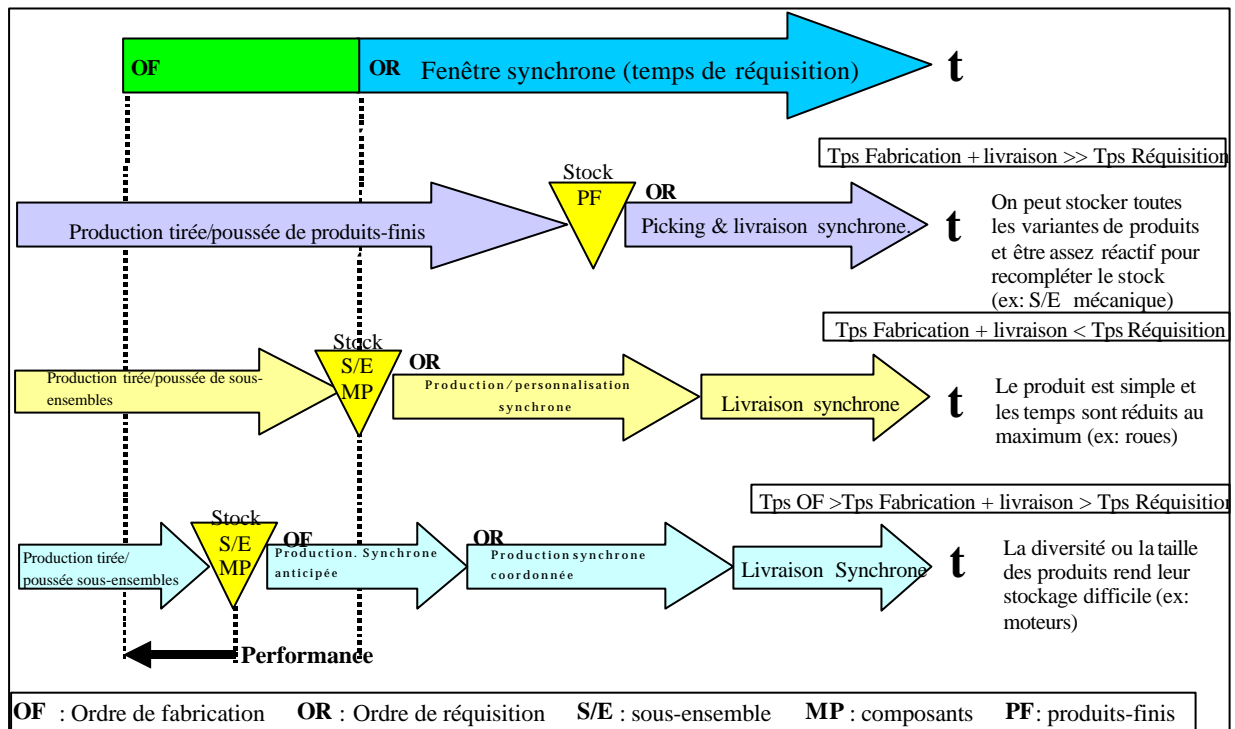 OF
OR Fenêtre synchrone (temps de réquisition)
t
Tps Fabrication + livraison >> Tps Réquisition
Stock
PF
OR
Production tirée/poussée de produits-finis
Picking & livraison synchrone.
t
On peut stocker toutes
les variantes de produits
et être assez réactif pour
recompléter le stock
(ex: S/E mécanique)
Tps Fabrication + livraison < Tps Réquisition
Stock
S/E
MP
OR
Production tirée/poussée de sous-
ensembles
Production/personnalisation
synchrone
Livraison synchrone
t
Le produit est simple et
les temps sont réduits au
maximum (ex: roues)
Tps OF >Tps Fabrication + livraison > Tps Réquisition
Stock
S/E
MP
OF
OR
Production tirée/
poussée sous-ensembles
Production. Synchrone
anticipée
Production synchrone
coordonnée
Livraison Synchrone
t
La diversité ou la taille
des produits rend leur
stockage difficile (ex:
moteurs)
Performance
OF : Ordre de fabrication OR : Ordre de réquisition S/E : sous-ensemble MP : composants PF: produits-finis